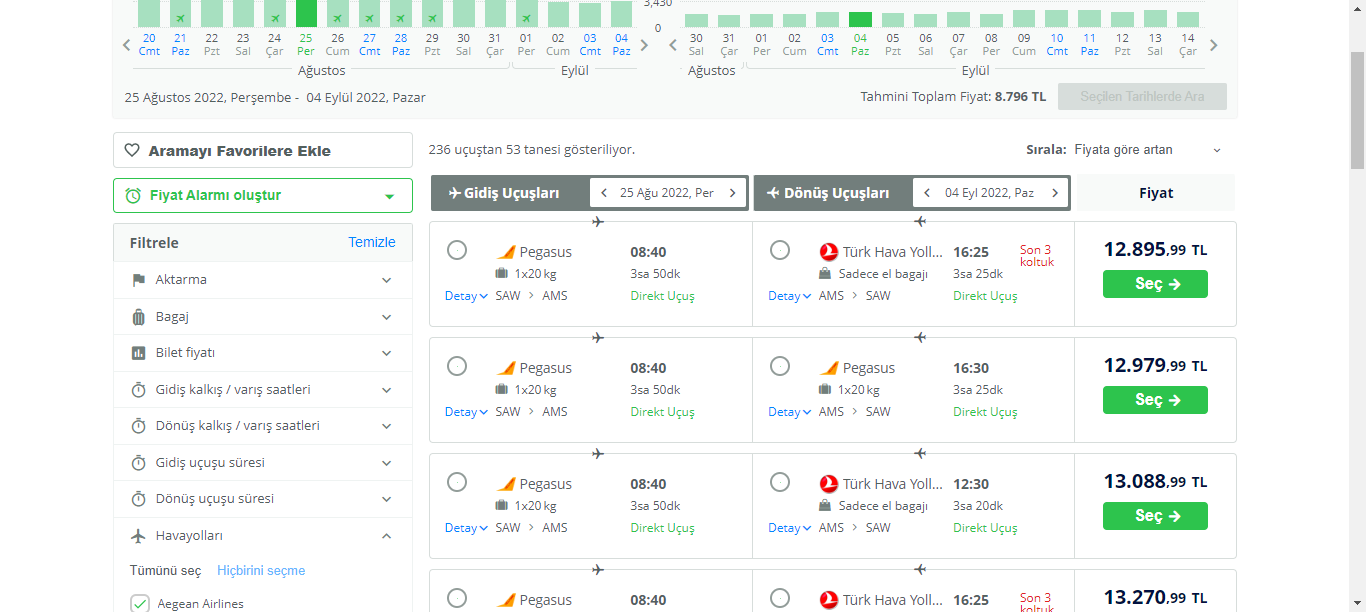 3,430
0
20 21 22 23 24 25 26 27 28 29 30 31 01 02 03 04
Cmt Paz Pzt Sal Çar Per Cum Cmt Paz Pzt Sal Çar Per Cum Cmt Paz
Ağustos Eylül
30 31 01 02 03 04 05 06 07 08 09 10 11 12 13 14
Sal Çar Per Cum Cmt Paz Pzt Sal Çar Per Cum Cmt Paz Pzt Sal Çar
Ağustos Eylül
25 Ağustos 2022, Perşembe - 04 Eylül 2022, Pazar
Tahmini Toplam Fiyat: 8.796 TL
Seçilen Tarihlerde Ara
Aramayı Favorilere Ekle
Fiyat Alarmı oluştur
Filtrele Temizle
Aktarma
Bagaj
Bilet fiyatı
Gidiş kalkış / varış saatleri
Dönüş kalkış / varış saatleri
Gidiş uçuşu süresi
Dönüş uçuşu süresi
Havayolları
Tümünü seç Hiçbirini seçme
Aegean Airlines
236 uçuştan 53 tanesi gösteriliyor.
Sırala: Fiyata göre artan
Gidiş Uçuşları 25 Ağu 2022, Per
Dönüş Uçuşları 04 Eyl 2022, Paz
Fiyat
Pegasus 08:40
1x20 kg 3sa 50dk
Detay SAW > AMS Direkt Uçuş
Türk Hava Yoll... 16:25 Son 3
koltuk
Sadece el bagajı 3sa 25dk
Detay AMS > SAW Direkt Uçuş
12.895,99 TL
Seç →
Pegasus 08:40
1x20 kg 3sa 50dk
Detay SAW > AMS Direkt Uçuş
Pegasus 16:30
1x20 kg 3sa 25dk
Detay AMS > SAW Direkt Uçuş
12.979,99 TL
Seç →
Pegasus 08:40
1x20 kg 3sa 50dk
Detay SAW > AMS Direkt Uçuş
Türk Hava Yoll... 12:30
Sadece el bagajı 3sa 20dk
Detay AMS > SAW Direkt Uçuş
13.088,99 TL
Seç →
Pegasus 08:40
Türk Hava Yoll... 16:25 Son 3
koltuk
13.270,99 TL